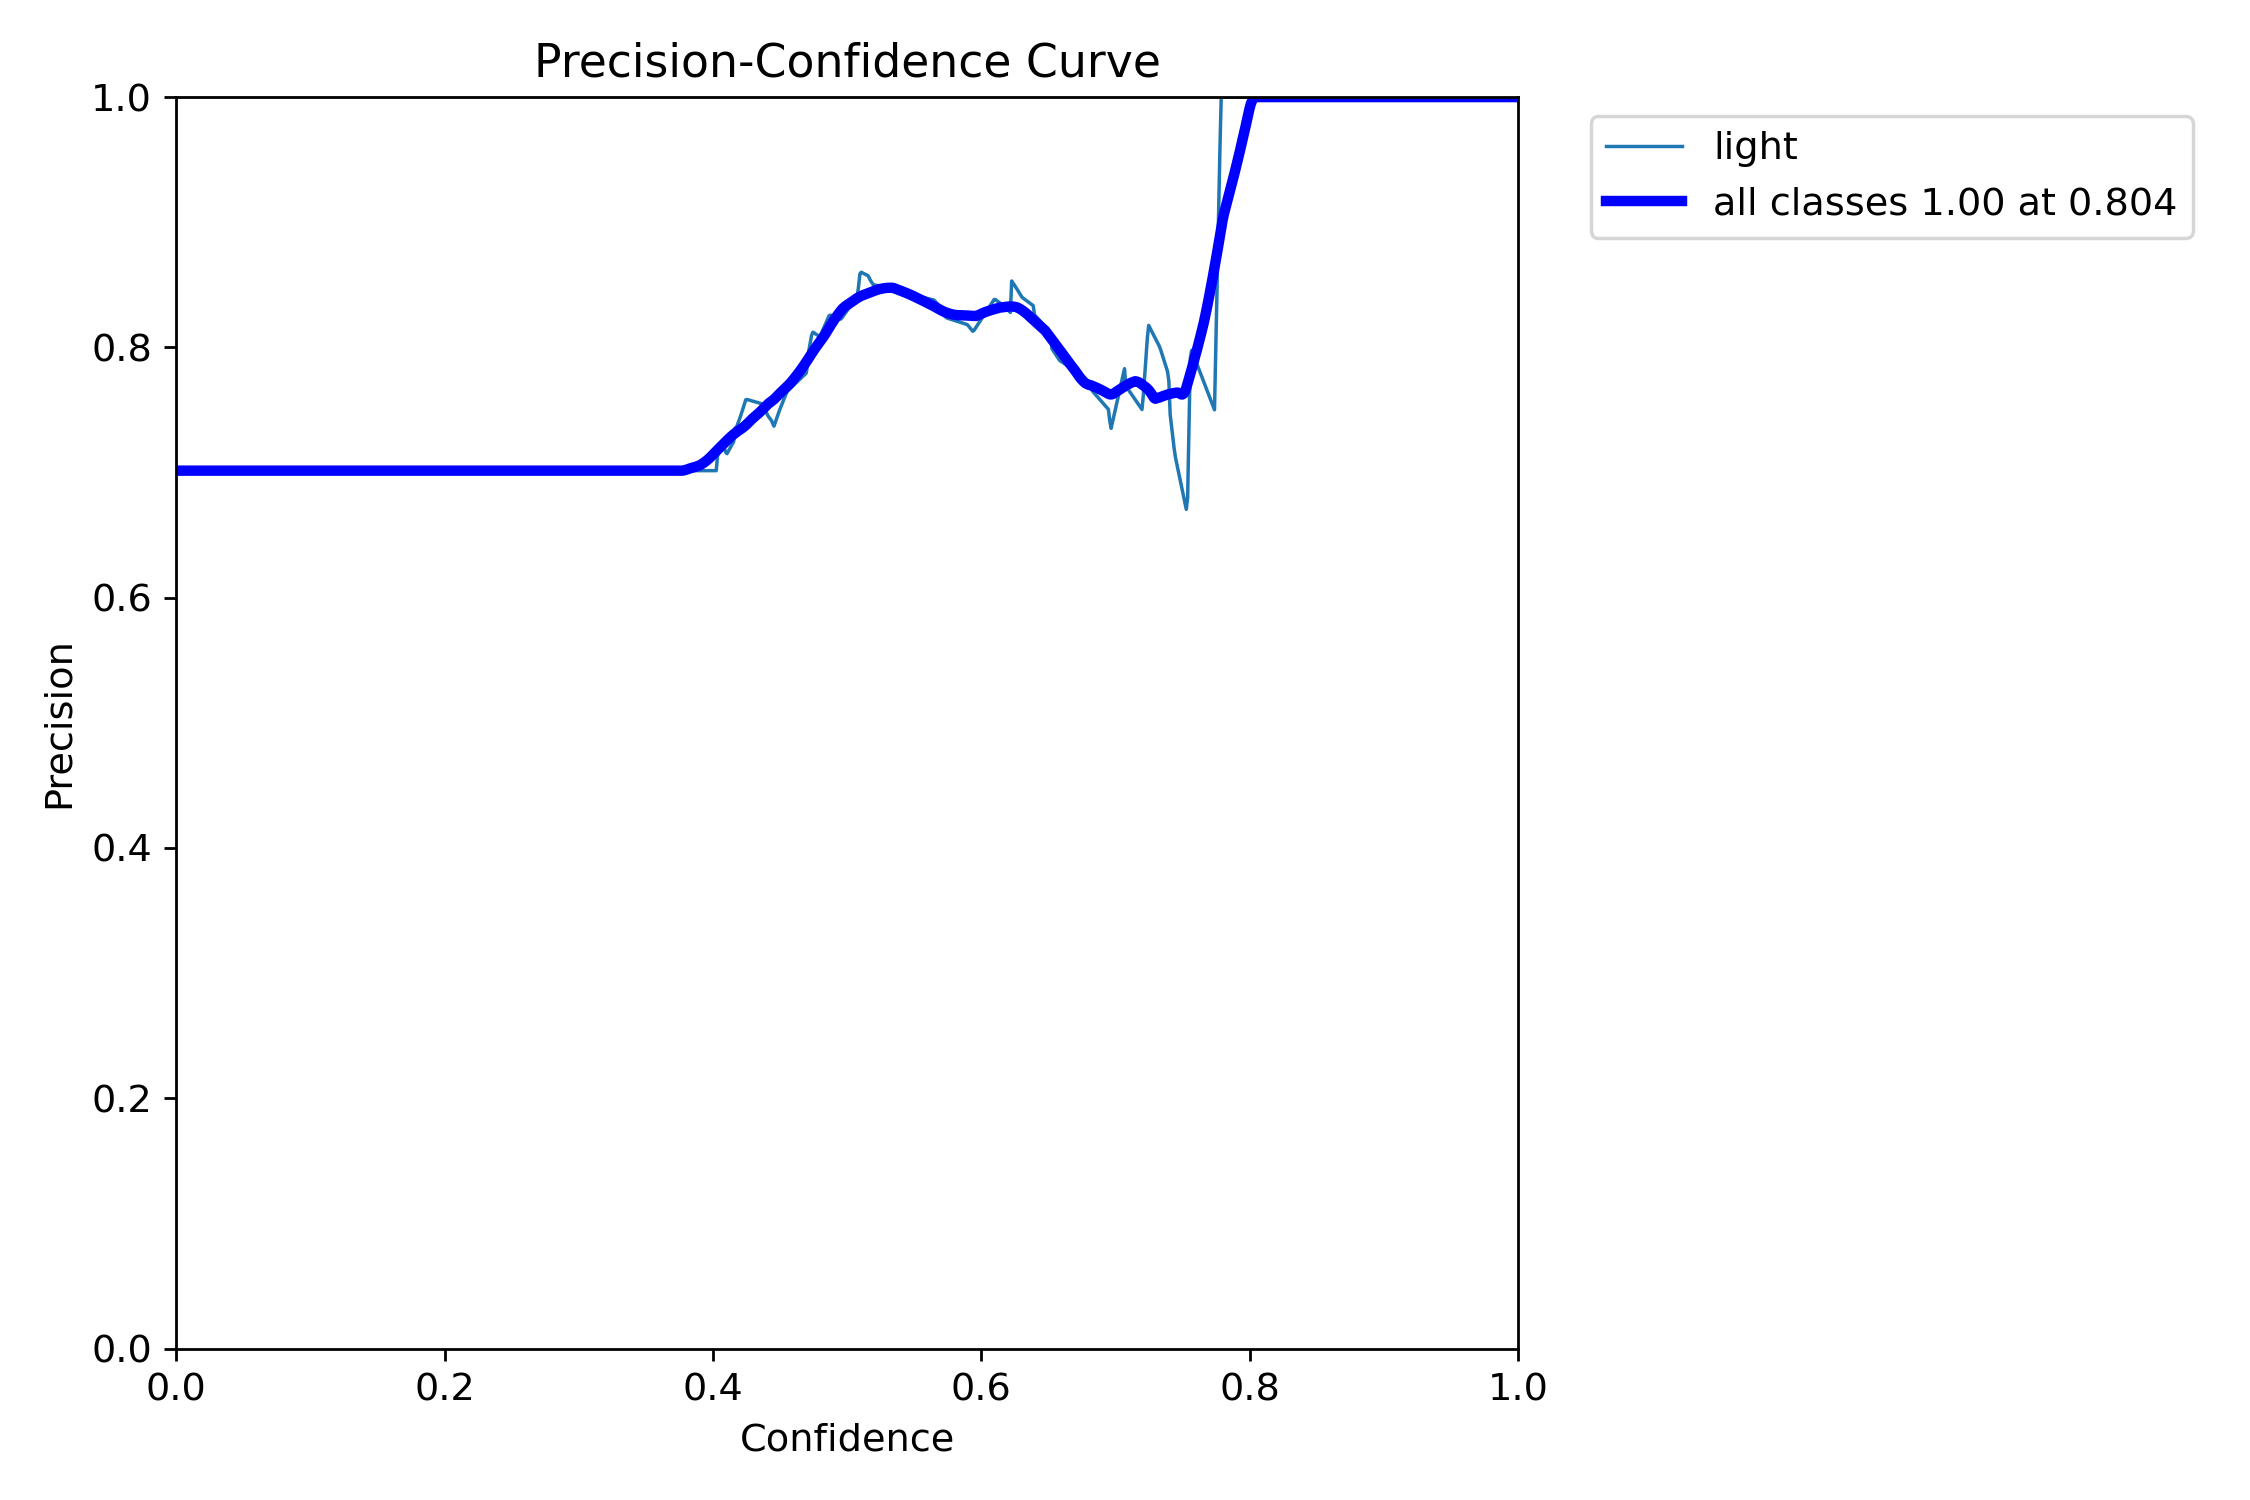 Precision-Confidence Curve
1.0
0.8
0.6
0.4
0.2
0.0
Precision
0.0 0.2 0.4 0.6 0.8 1.0
Confidence
light
all classes 1.00 at 0.804